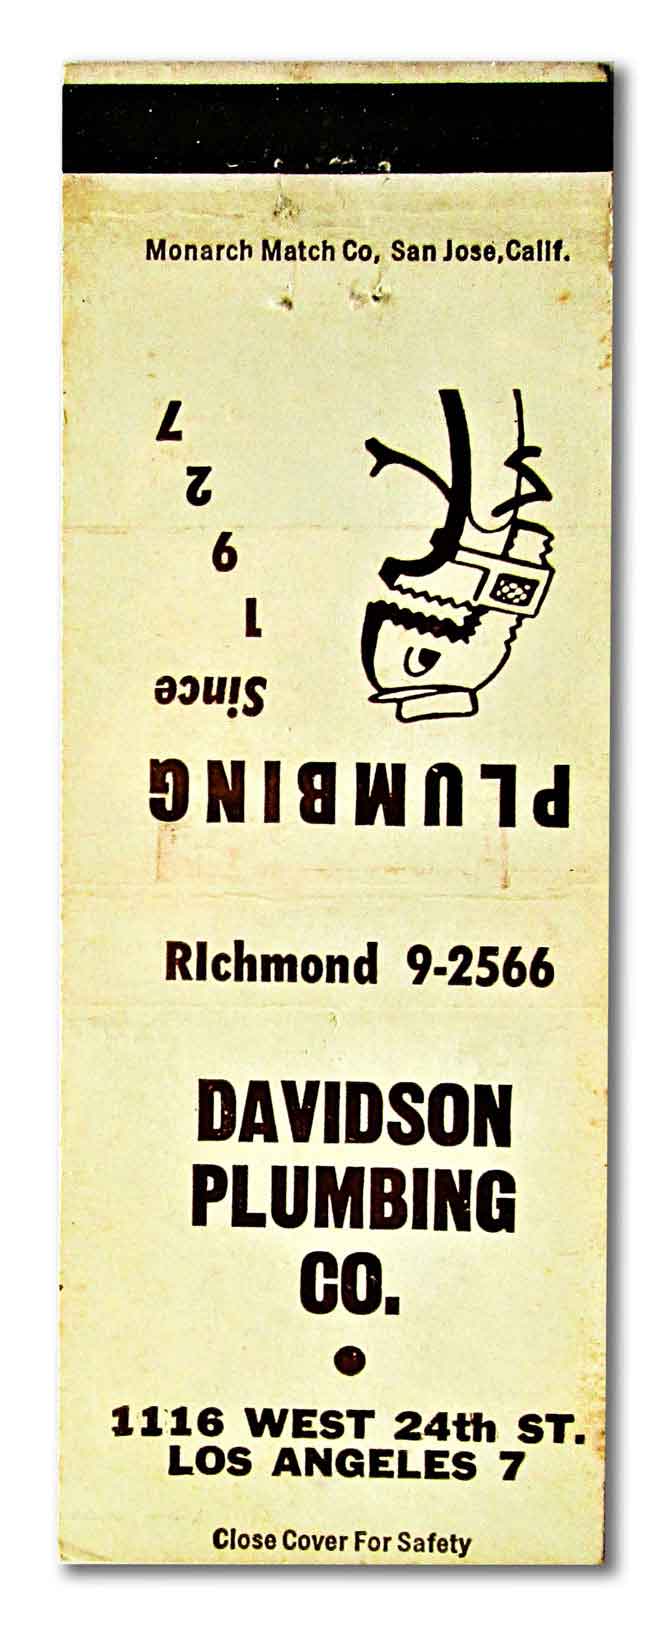 Monarch Match Co, San Jose, Calif.
PLUMBING
Since
1
9
2
7
RIchmond 9-2566
DAVIDSON
PLUMBING
CO.
1116 WEST 24th ST.
LOS ANGELES 7
Close Cover For Safety